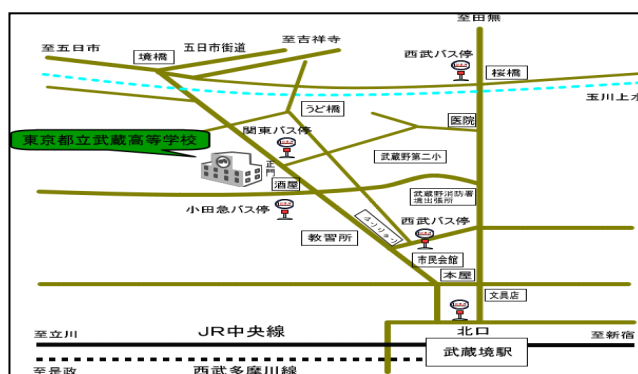 至田無
至吉祥寺
五日市街道
至五日市
境橋
西武バス停
桜橋
玉川上水
うど橋
医院
関東バス停
東京都立武蔵高等学校
正門
武蔵野第二小
酒屋
武蔵野消防署
境出張所
小田急バス停
西武バス停
教習所
市民会館
本屋
文具店
北口
至立川
JR中央線
至新宿
武蔵境駅
至是政
西武多摩川線